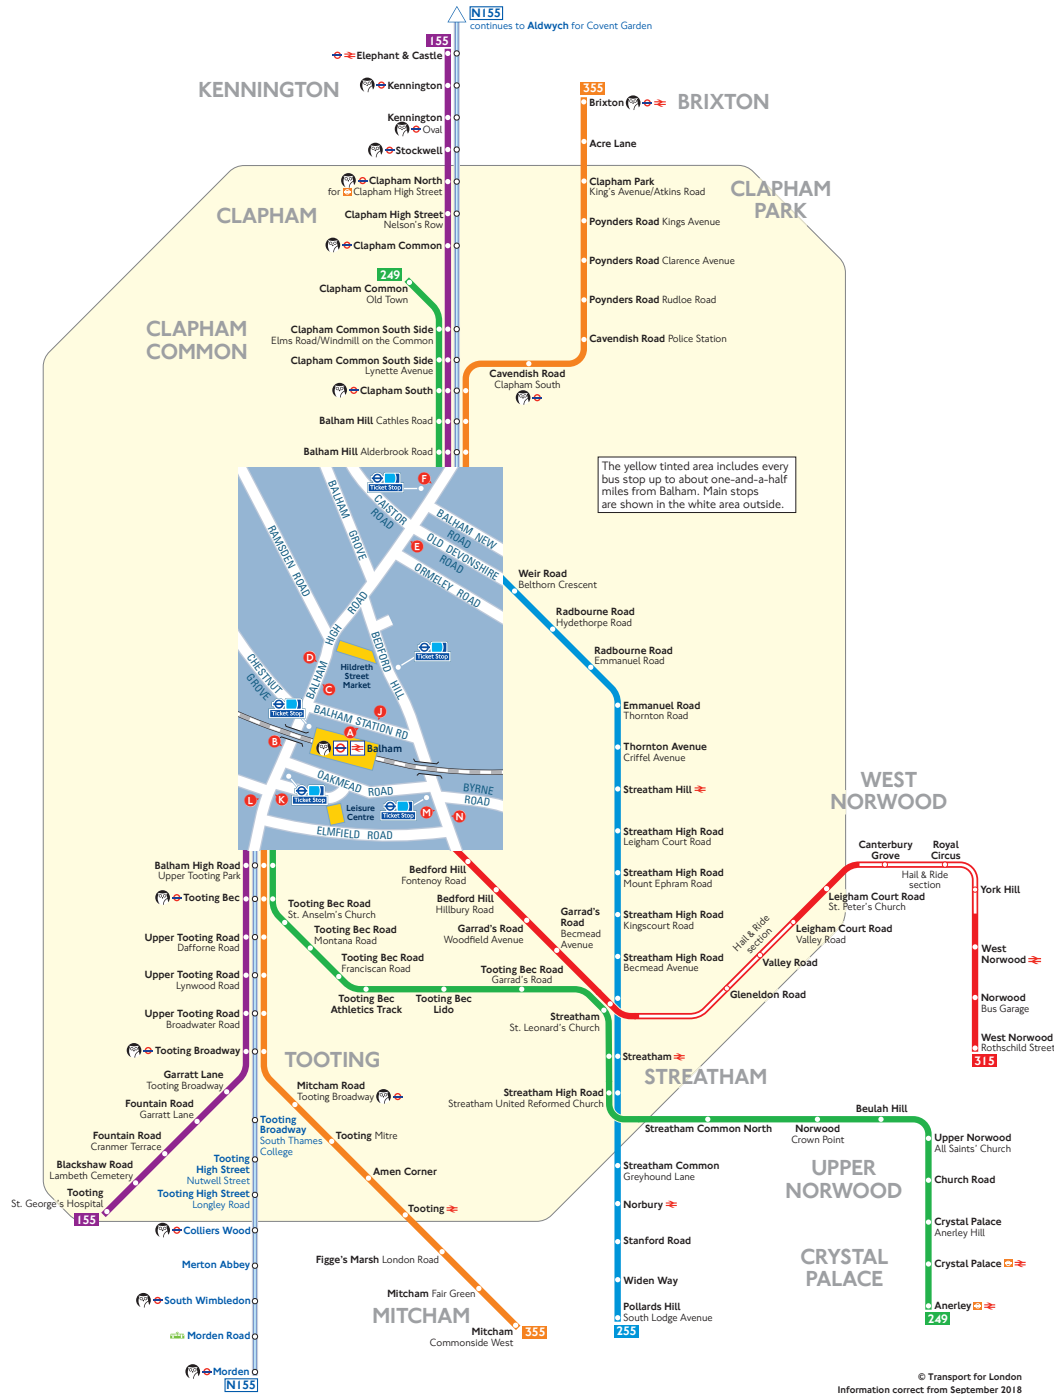 N155
continues to Aldwych for Covent Garden
155
Elephant & Castle
KENNINGTON
Kennington
355
Brixton
BRIXTON
Kennington
Oval
Acre Lane
Stockwell
Clapham North
for Clapham High Street
Clapham Park
King's Avenue/Atkins Road
CLAPHAM
PARK
CLAPHAM
Clapham High Street
Nelson's Row
Poynders Road Kings Avenue
Clapham Common
Poynders Road Clarence Avenue
249
Clapham Common
Old Town
Poynders Road Rudloe Road
CLAPHAM
COMMON
Clapham Common South Side
Elms Road/Windmill on the Common
Cavendish Road Police Station
Clapham Common South Side
Lynette Avenue
Cavendish Road
Clapham South
Clapham South
Balham Hill Cathles Road
Balham Hill Alderbrook Road
The yellow tinted area includes every
bus stop up to about one-and-a-half
miles from Balham. Main stops
are shown in the white area outside.
Ticket Stop
F
CAISTOR
ROAD
BALHAM
GROVE
BALHAM NEW
ROAD
OLD DEVONSHIRE
ROAD
E
RAMSDEN ROAD
ORMELEY ROAD
BALHAM HIGH ROAD
BEDFORD HILL
Ticket Stop
D
Hildreth
Street
Market
CHESTNUT
GROVE
C
Ticket Stop
J
BALHAM STATION RD
A
B
Balham
OAKMEAD ROAD
BYRNE
ROAD
L
K
Ticket Stop
Leisure
Centre
Ticket Stop
M
N
ELMFIELD ROAD
Weir Road
Belthorn Crescent
Radbourne Road
Hydethorpe Road
Radbourne Road
Emmanuel Road
Emmanuel Road
Thornton Road
Thornton Avenue
Criffel Avenue
Streatham Hill
WEST
NORWOOD
Streatham High Road
Leigham Court Road
Streatham High Road
Mount Ephram Road
Streatham High Road
Kingscourt Road
Streatham High Road
Becmead Avenue
Canterbury
Grove
Royal
Circus
Hail & Ride
section
York Hill
Leigham Court Road
St. Peter's Church
Leigham Court Road
Valley Road
Hail & Ride
section
Valley Road
Gleneldon Road
West
Norwood
Norwood
Bus Garage
West Norwood
Rothschild Street
315
Balham High Road
Upper Tooting Park
Tooting Bec
Upper Tooting Road
Dafforne Road
Upper Tooting Road
Lynwood Road
Upper Tooting Road
Broadwater Road
Tooting Broadway
Bedford Hill
Fontenoy Road
Bedford Hill
Hillbury Road
Garrad's Road
Woodfield Avenue
Garrad's
Road
Becmead
Avenue
Tooting Bec Road
St. Anselm's Church
Tooting Bec Road
Montana Road
Tooting Bec Road
Franciscan Road
Tooting Bec
Athletics Track
Tooting Bec
Lido
Tooting Bec Road
Garrad's Road
Streatham
St. Leonard's Church
TOOTING
Streatham
STREATHAM
Garratt Lane
Tooting Broadway
Mitcham Road
Tooting Broadway
Streatham High Road
Streatham United Reformed Church
Fountain Road
Garratt Lane
Tooting
Broadway
South Thames
College
Tooting Mitre
Streatham Common North
Norwood
Crown Point
Beulah Hill
Fountain Road
Cranmer Terrace
Upper Norwood
All Saints' Church
Blackshaw Road
Lambeth Cemetery
Tooting
High Street
Nutwell Street
Amen Corner
Streatham Common
Greyhound Lane
UPPER
NORWOOD
Church Road
Tooting
St. George's Hospital
155
Tooting High Street
Longley Road
Tooting
Norbury
Crystal Palace
Anerley Hill
Colliers Wood
Stanford Road
CRYSTAL
PALACE
Merton Abbey
Figge's Marsh London Road
Crystal Palace
South Wimbledon
Mitcham Fair Green
Widen Way
Anerley
249
MITCHAM
Pollards Hill
South Lodge Avenue
255
Morden Road
Mitcham
Commonside West
355
Morden
N155
© Transport for London
Information correct from September 2018